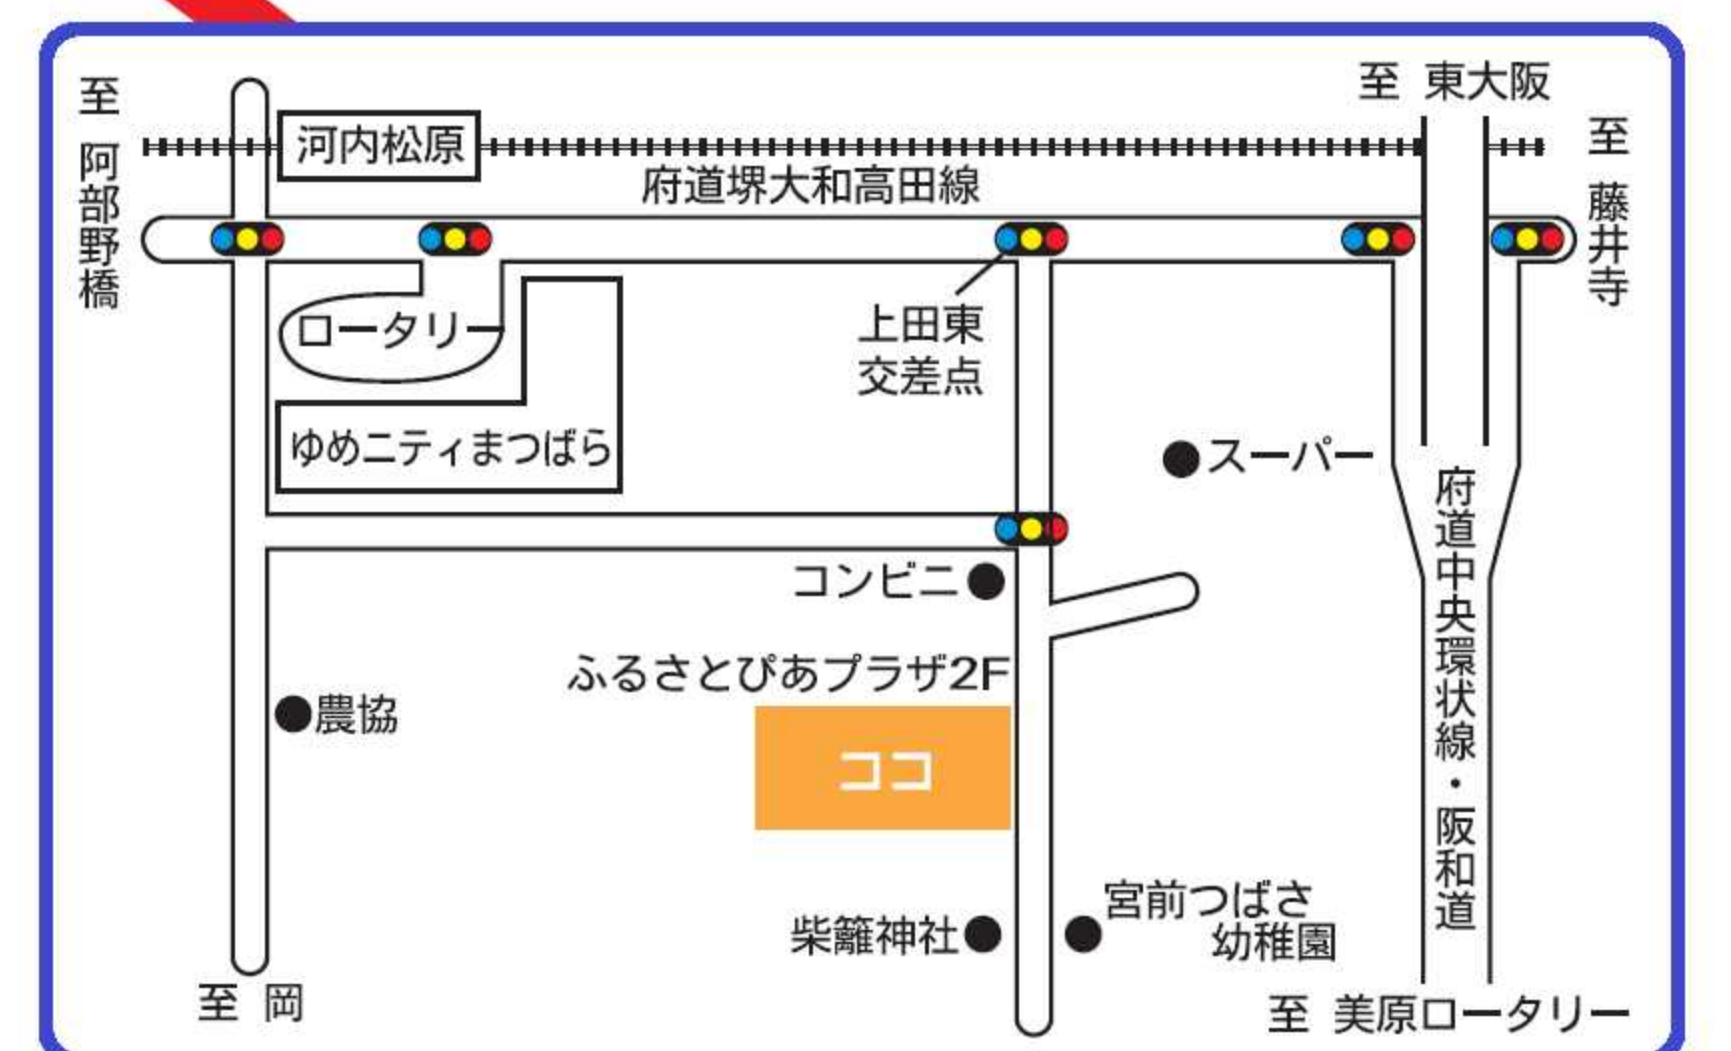 至 東大阪
至 阿部野橋
河内松原
至 藤井寺
府道堺大和高田線
ロータリー
上田東
交差点
ゆめニティまつばら
スーパー
府道中央環状線・阪和道
コンビニ
ふるさとぴあプラザ2F
農協
ココ
宮前つばさ
幼稚園
柴籬神社
至 岡
至 美原ロータリー